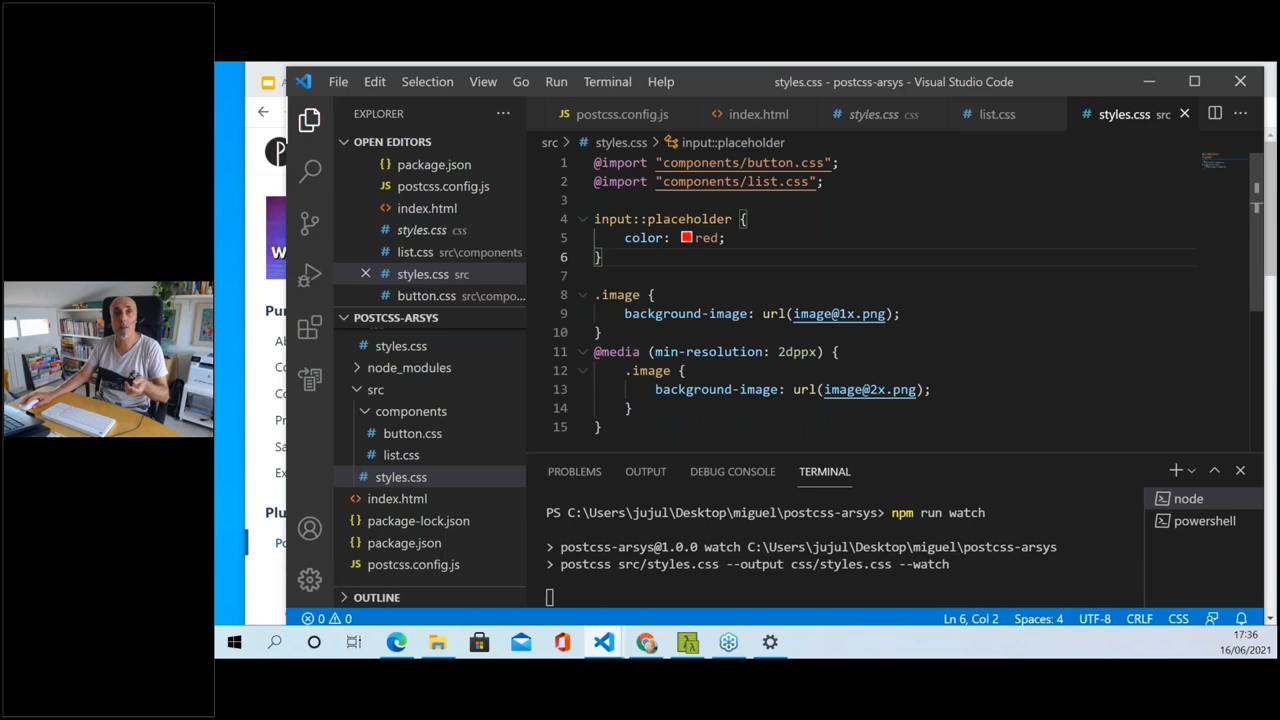 File Edit Selection View Go Run Terminal Help
styles.css - postcss-arsys - Visual Studio Code
EXPLORER
OPEN EDITORS
package.json
postcss.config.js
index.html
styles.css css
list.css src\components
styles.css src
button.css src\compo...
POSTCSS-ARSYS
styles.css
node_modules
src
components
button.css
list.css
styles.css
index.html
package-lock.json
package.json
postcss.config.js
OUTLINE
postcss.config.js
index.html
styles.css css
list.css
styles.css src
src > styles.css > input::placeholder
1 @import "components/button.css";
2 @import "components/list.css";
3
4 input::placeholder {
5 color: red;
6 }
7
8 .image {
9 background-image: url(image@1x.png);
10 }
11 @media (min-resolution: 2dppx) {
12 .image {
13 background-image: url(image@2x.png);
14 }
15 }
PROBLEMS OUTPUT DEBUG CONSOLE TERMINAL
PS C:\Users\jujul\Desktop\miguel\postcss-arsys> npm run watch
> postcss-arsys@1.0.0 watch C:\Users\jujul\Desktop\miguel\postcss-arsys
> postcss src/styles.css --output css/styles.css --watch
node
powershell
0 0
Ln 6, Col 2 Spaces: 4 UTF-8 CRLF CSS
17:36
16/06/2021